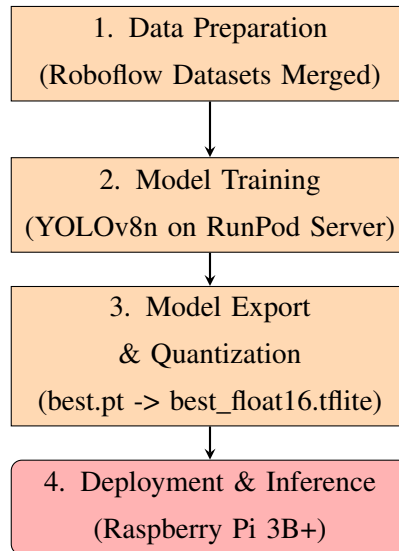 1. Data Preparation
(Roboflow Datasets Merged)
2. Model Training
(YOLOv8n on RunPod Server)
3. Model Export
& Quantization
(best.pt -> best_float16.tflite)
4. Deployment & Inference
(Raspberry Pi 3B+)